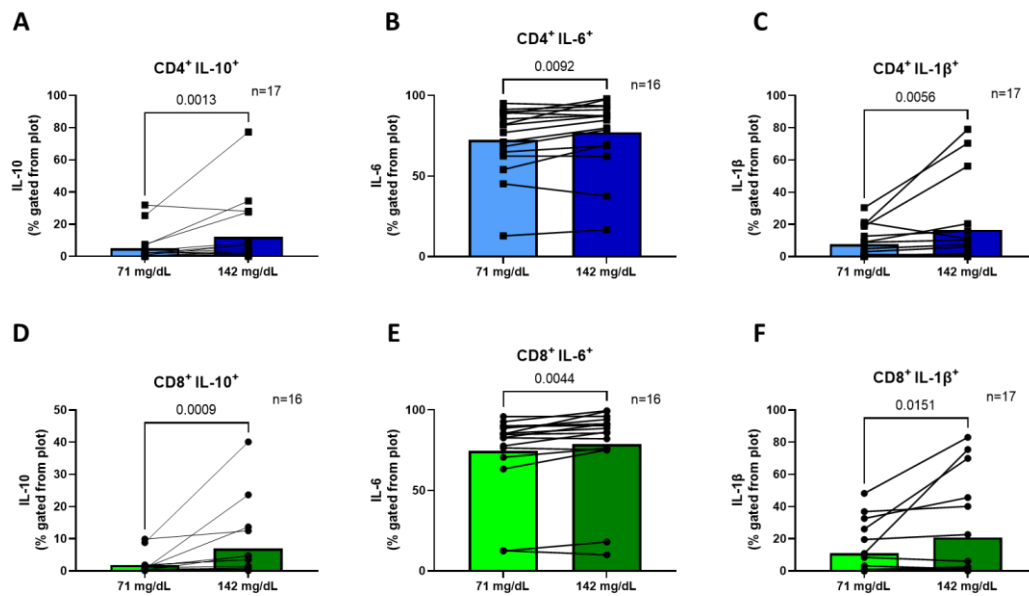 A
CD4⁺ IL-10⁺
n=17
0.0013
IL-10
(% gated from plot)
100
80
60
40
20
0
71 mg/dL 142 mg/dL
B
CD4⁺ IL-6⁺
0.0092
n=16
IL-6
(% gated from plot)
100
50
0
71 mg/dL 142 mg/dL
C
CD4⁺ IL-1β⁺
n=17
0.0056
IL-1β
(% gated from plot)
100
80
60
40
20
0
71 mg/dL 142 mg/dL
D
CD8⁺ IL-10⁺
n=16
0.0009
IL-10
(% gated from plot)
50
40
30
20
10
0
71 mg/dL 142 mg/dL
E
CD8⁺ IL-6⁺
0.0044
n=16
IL-6
(% gated from plot)
100
50
0
71 mg/dL 142 mg/dL
F
CD8⁺ IL-1β⁺
n=17
0.0151
IL-1β
(% gated from plot)
100
80
60
40
20
0
71 mg/dL 142 mg/dL